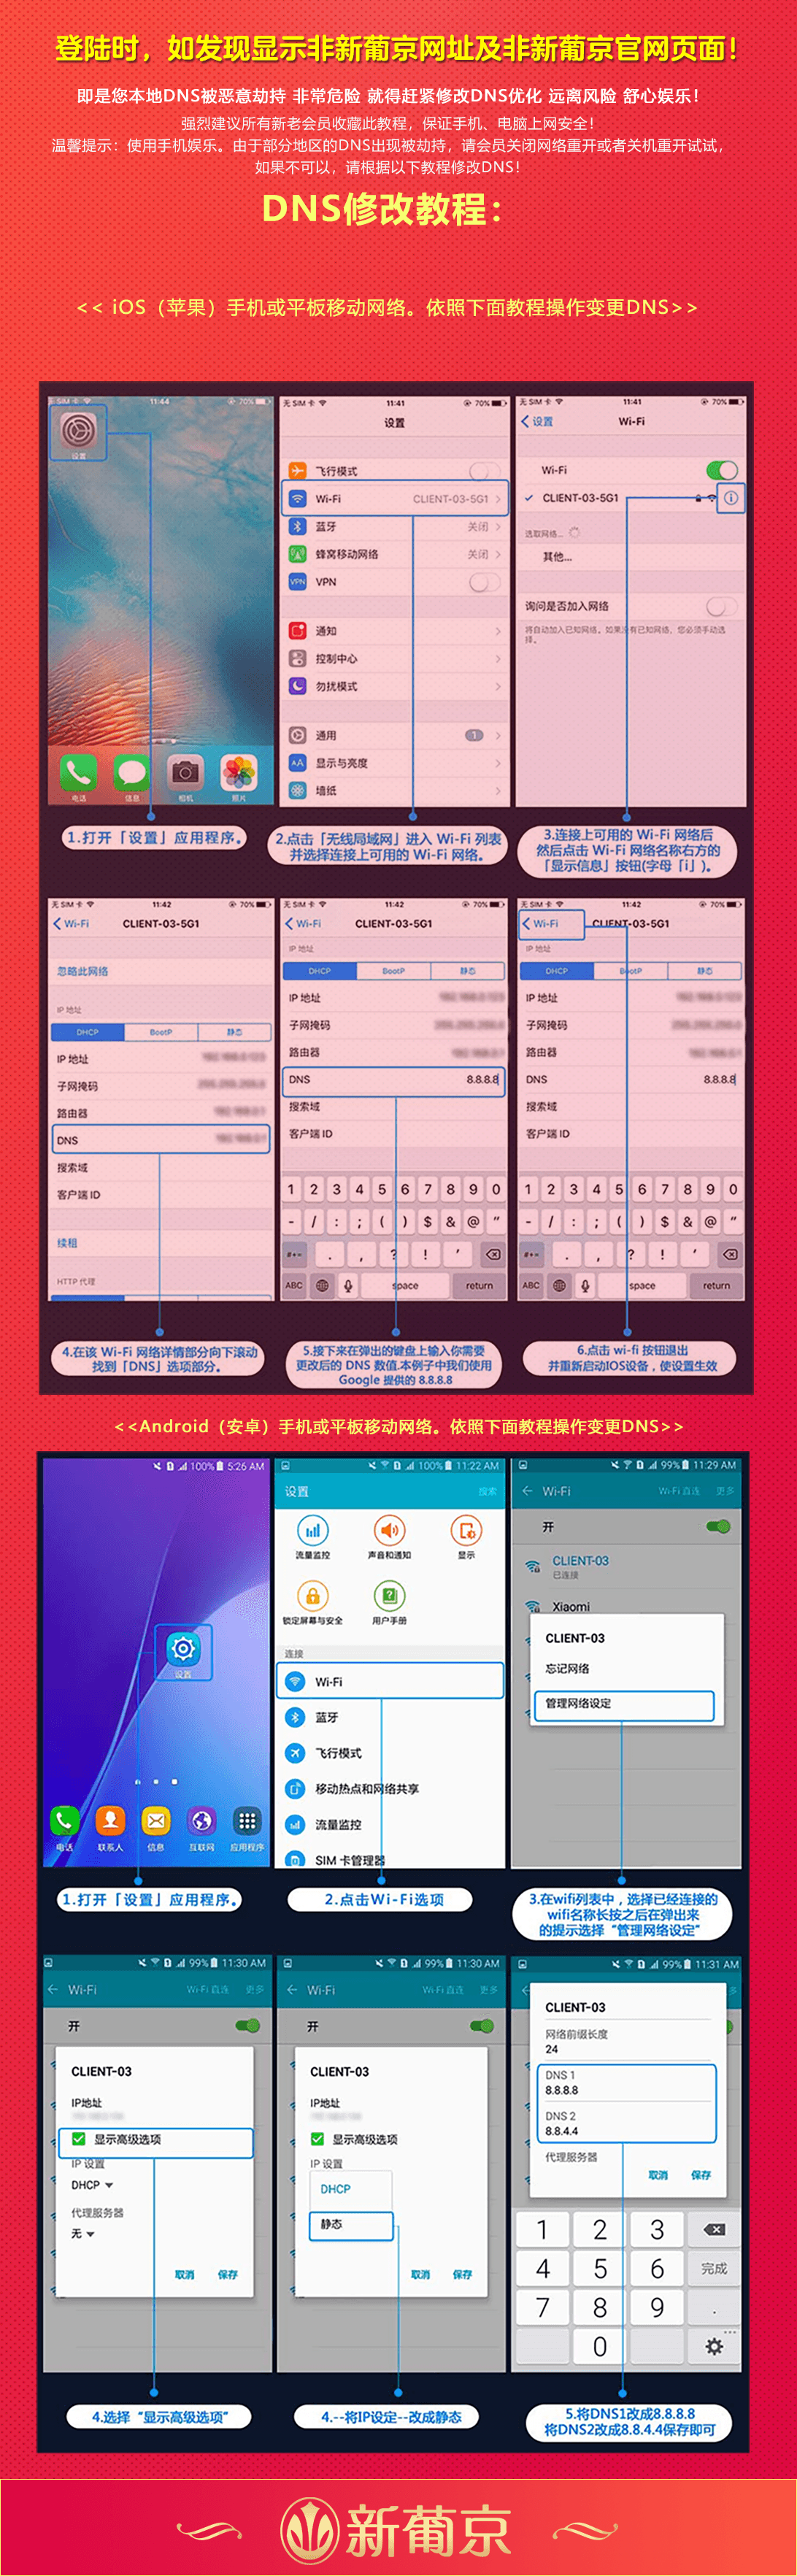 登陆时，如发现显示非新葡京网址及非新葡京官网页面！
即是您本地DNS被恶意劫持 非常危险 就得赶紧修改DNS优化 远离风险 舒心娱乐！
强烈建议所有新老会员收藏此教程，保证手机、电脑上网安全！
温馨提示：使用手机娱乐。由于部分地区的DNS出现被劫持，请会员关闭网络重开或者关机重开试试，
如果不可以，请根据以下教程修改DNS！
DNS修改教程：
<< iOS（苹果）手机或平板移动网络。依照下面教程操作变更DNS>>
无 SIM 卡 11:44 70%
设置
电话 信息 相机 照片
1.打开「设置」应用程序。
无 SIM 卡 11:41 70%
设置
飞行模式
Wi-Fi CLIENT-03-5G1
蓝牙 关闭
蜂窝移动网络 关闭
VPN VPN
通知
控制中心
勿扰模式
通用 1
AA 显示与亮度
墙纸
2.点击「无线局域网」进入 Wi-Fi 列表
并选择连接上可用的 Wi-Fi 网络。
无 SIM 卡 11:41 70%
设置 Wi-Fi
Wi-Fi
CLIENT-03-5G1
选取网络...
其他...
询问是否加入网络
将自动加入已知网络。如果没有已知网络，您必须手动选
择。
3.连接上可用的 Wi-Fi 网络后
然后点击 Wi-Fi 网络名称右方的
「显示信息」按钮(字母「i」)。
无 SIM 卡 11:42 70%
Wi-Fi CLIENT-03-5G1
忽略此网络
IP 地址
DHCP BootP 静态
IP 地址
子网掩码
路由器
DNS
搜索域
客户端 ID
续租
HTTP 代理
4.在该 Wi-Fi 网络详情部分向下滚动
找到「DNS」选项部分。
无 SIM 卡 11:42 70%
Wi-Fi CLIENT-03-5G1
IP 地址
DHCP BootP 静态
IP 地址
子网掩码
路由器
DNS 8.8.8.8
搜索域
客户端 ID
1 2 3 4 5 6 7 8 9 0
- / : ; ( ) $ & @ "
#+= . , ? ! '
ABC space return
5.接下来在弹出的键盘上输入你需要
更改后的 DNS 数值.本例子中我们使用
Google 提供的 8.8.8.8
无 SIM 卡 11:42 70%
Wi-Fi CLIENT-03-5G1
IP 地址
DHCP BootP 静态
IP 地址
子网掩码
路由器
DNS 8.8.8.8
搜索域
客户端 ID
1 2 3 4 5 6 7 8 9 0
- / : ; ( ) $ & @ "
#+= . , ? ! '
ABC space return
6.点击 wi-fi 按钮退出
并重新启动IOS设备，使设置生效
<<Android（安卓）手机或平板移动网络。依照下面教程操作变更DNS>>
100% 5:26 AM
设置
电话 联系人 信息 互联网 应用程序
1.打开「设置」应用程序。
100% 11:22 AM
设置 搜索
流量监控 声音和通知 显示
锁定屏幕与安全 用户手册
连接
Wi-Fi
蓝牙
飞行模式
移动热点和网络共享
流量监控
SIM 卡管理器
2.点击Wi-Fi选项
99% 11:29 AM
Wi-Fi Wi-Fi 直连 更多
开
CLIENT-03
已连接
Xiaomi
CLIENT-03
忘记网络
管理网络设定
3.在wifi列表中，选择已经连接的
wifi名称长按之后在弹出来
的提示选择“管理网络设定”
99% 11:30 AM
Wi-Fi Wi-Fi 直连 更多
开
CLIENT-03
IP地址
显示高级选项
IP 设置
DHCP
代理服务器
无
取消 保存
4.选择“显示高级选项”
99% 11:30 AM
Wi-Fi Wi-Fi 直连 更多
开
CLIENT-03
IP地址
显示高级选项
IP 设置
DHCP
静态
取消 保存
4.--将IP设定--改成静态
99% 11:31 AM
CLIENT-03
网络前缀长度
24
DNS 1
8.8.8.8
DNS 2
8.8.4.4
代理服务器
取消 保存
1 2 3
4 5 6 完成
7 8 9 .
0
5.将DNS1改成8.8.8.8
将DNS2改成8.8.4.4保存即可
新葡京